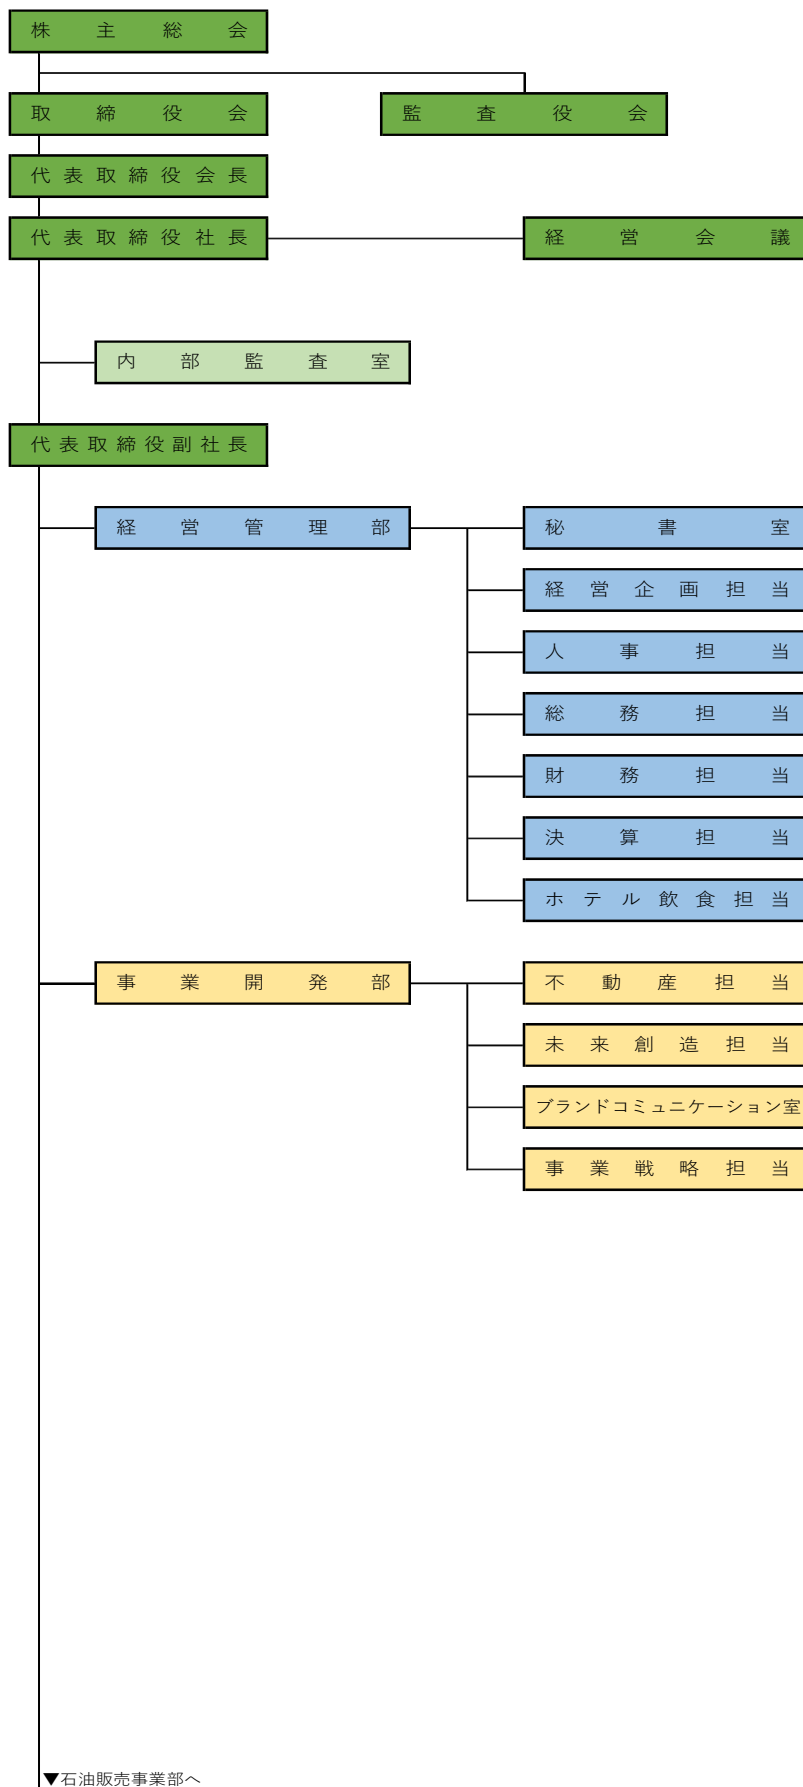 株主総会
取締役会
監査役会
代表取締役会長
代表取締役社長
経営会議
内部監査室
代表取締役副社長
経営管理部
秘書室
経営企画担当
人事担当
総務担当
財務担当
決算担当
ホテル飲食担当
事業開発部
不動産担当
未来創造担当
ブランドコミュニケーション室
事業戦略担当
▼石油販売事業部へ